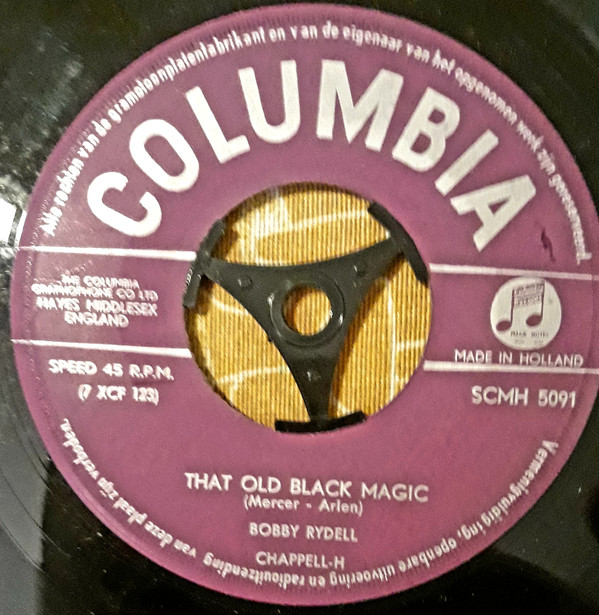 Alle rechten van de gramofoonplatenfabrikant en van de eigenaar van het opgenomen werk zijn gereserveerd.
COLUMBIA
THE COLUMBIA
GRAPHOPHONE CO LTD
HAYES MIDDLESEX
ENGLAND
MADE IN HOLLAND
SPEED 45 R.P.M.
(7 XCF 123)
SCMH 5091
THAT OLD BLACK MAGIC
(Mercer - Arlen)
BOBBY RYDELL
CHAPPELL-H
Vermenigvuldiging, openbare uitvoering en radiouitzending van deze plaat zijn verboden.